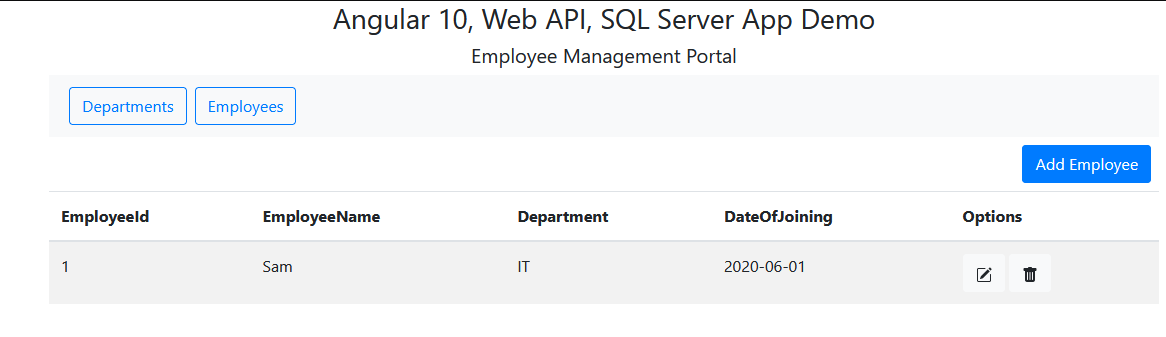 Angular 10, Web API, SQL Server App Demo
Employee Management Portal
Departments Employees
Add Employee
EmployeeId EmployeeName Department DateOfJoining Options
1 Sam IT 2020-06-01